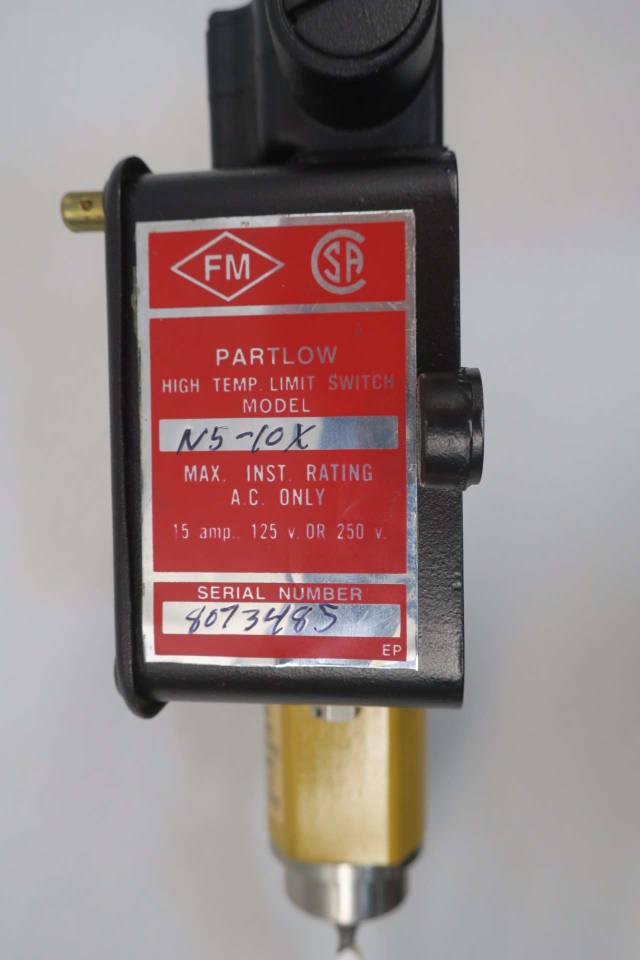 FM CSA
PARTLOW
HIGH TEMP. LIMIT SWITCH
MODEL
N5-10X
MAX. INST. RATING
A.C. ONLY
15 amp., 125 v. OR 250 v.
SERIAL NUMBER
8073485
EP